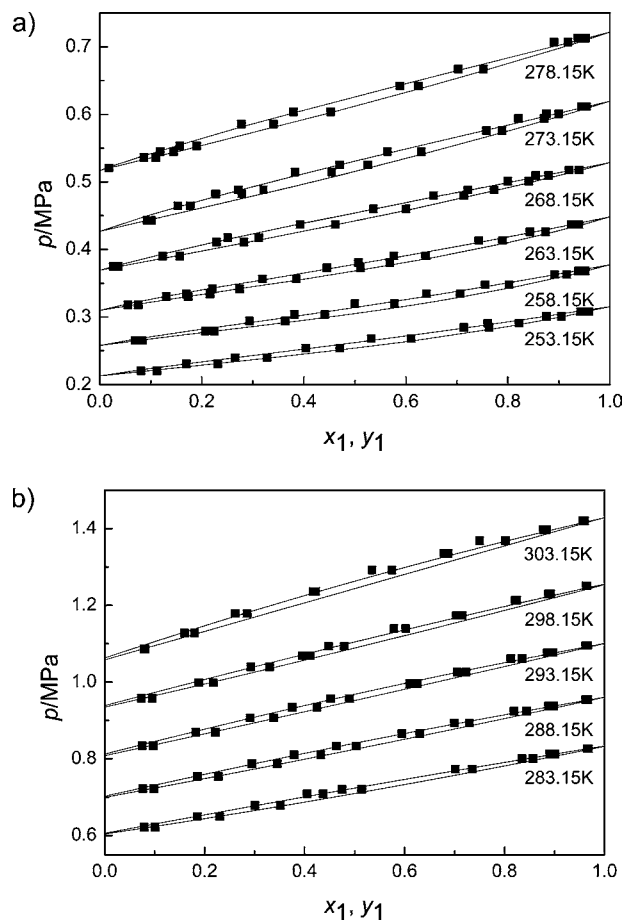 a)
0.7
278.15K
0.6
273.15K
0.5
268.15K
p/MPa
0.4
263.15K
258.15K
0.3
253.15K
0.2
0.0 0.2 0.4 0.6 0.8 1.0
x1, y1
b)
1.4
303.15K
1.2
298.15K
p/MPa
1.0
293.15K
0.8
288.15K
283.15K
0.6
0.0 0.2 0.4 0.6 0.8 1.0
x1, y1